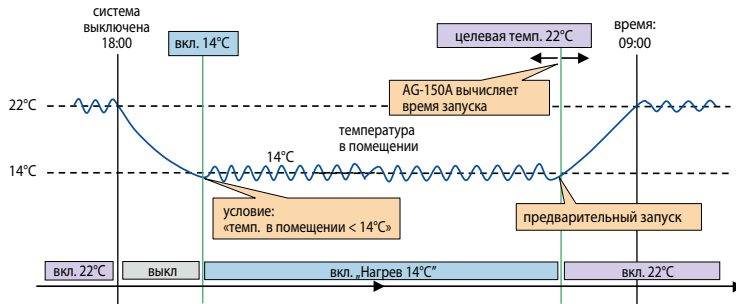 система
выключена
18:00
вкл. 14°C
целевая темп. 22°C
время:
09:00
AG-150A вычисляет
время запуска
22°C
температура
в помещении
14°C
14°C
условие:
«темп. в помещении < 14°C»
предварительный запуск
вкл. 22°C
выкл
вкл. „Нагрев 14°C"
вкл. 22°C